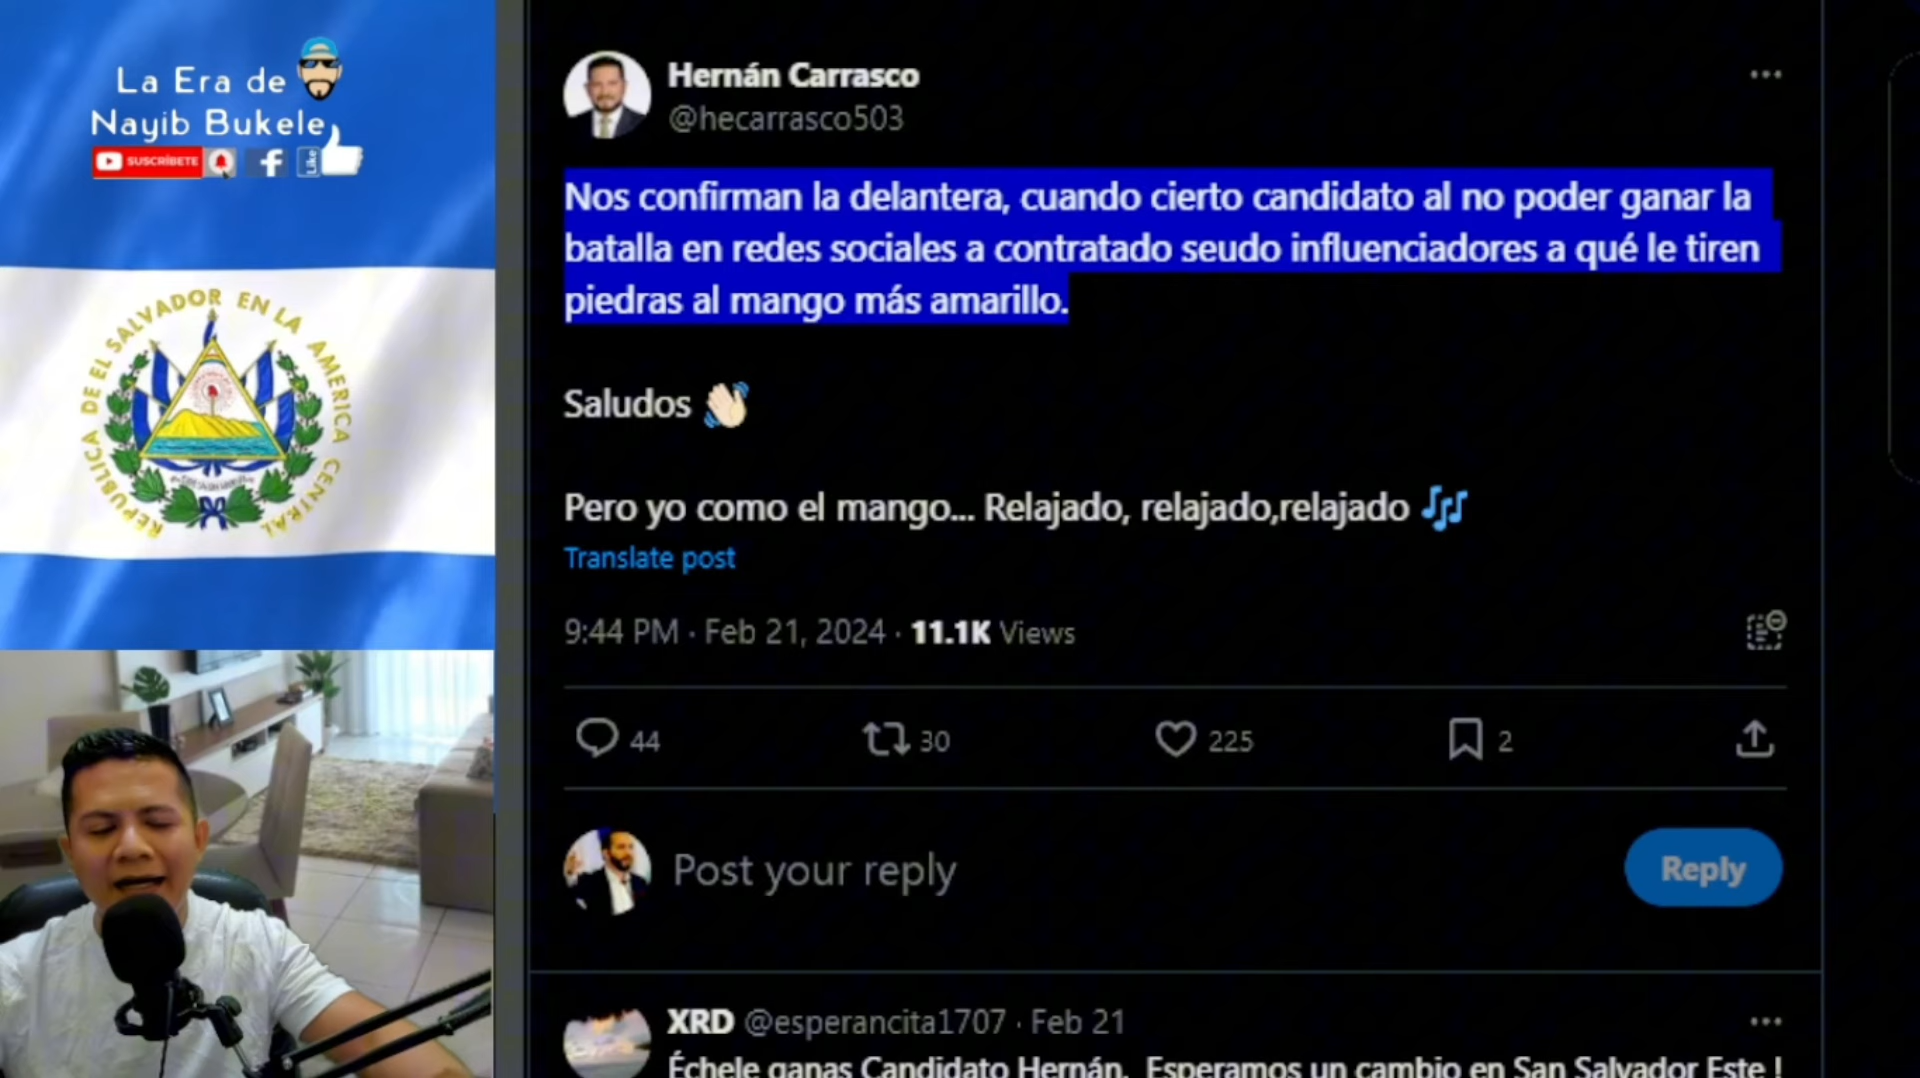 La Era de
Nayib Bukele
SUSCRÍBETE
Like
REPUBLICA DE EL SALVADOR EN LA AMERICA CENTRAL
Hernán Carrasco
@hecarrasco503
Nos confirman la delantera, cuando cierto candidato al no poder ganar la
batalla en redes sociales a contratado seudo influenciadores a qué le tiren
piedras al mango más amarillo.
Saludos 👋🏻
Pero yo como el mango... Relajado, relajado,relajado 🎶
Translate post
9:44 PM · Feb 21, 2024 · 11.1K Views
44 30 225 2
Post your reply
Reply
XRD @esperancita1707 · Feb 21
Échele ganas Candidato Hernán. Esperamos un cambio en San Salvador Este !